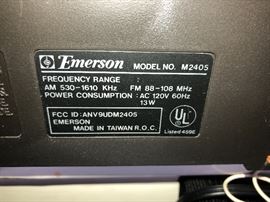 Emerson MODEL NO. M2405
FREQUENCY RANGE :
AM 530-1610 KHz FM 88-108 MHz
POWER CONSUMPTION : AC 120V 60Hz
13W
FCC ID: ANV9UDM2405
EMERSON
MADE IN TAIWAN R.O.C.
UL
Listed 459E